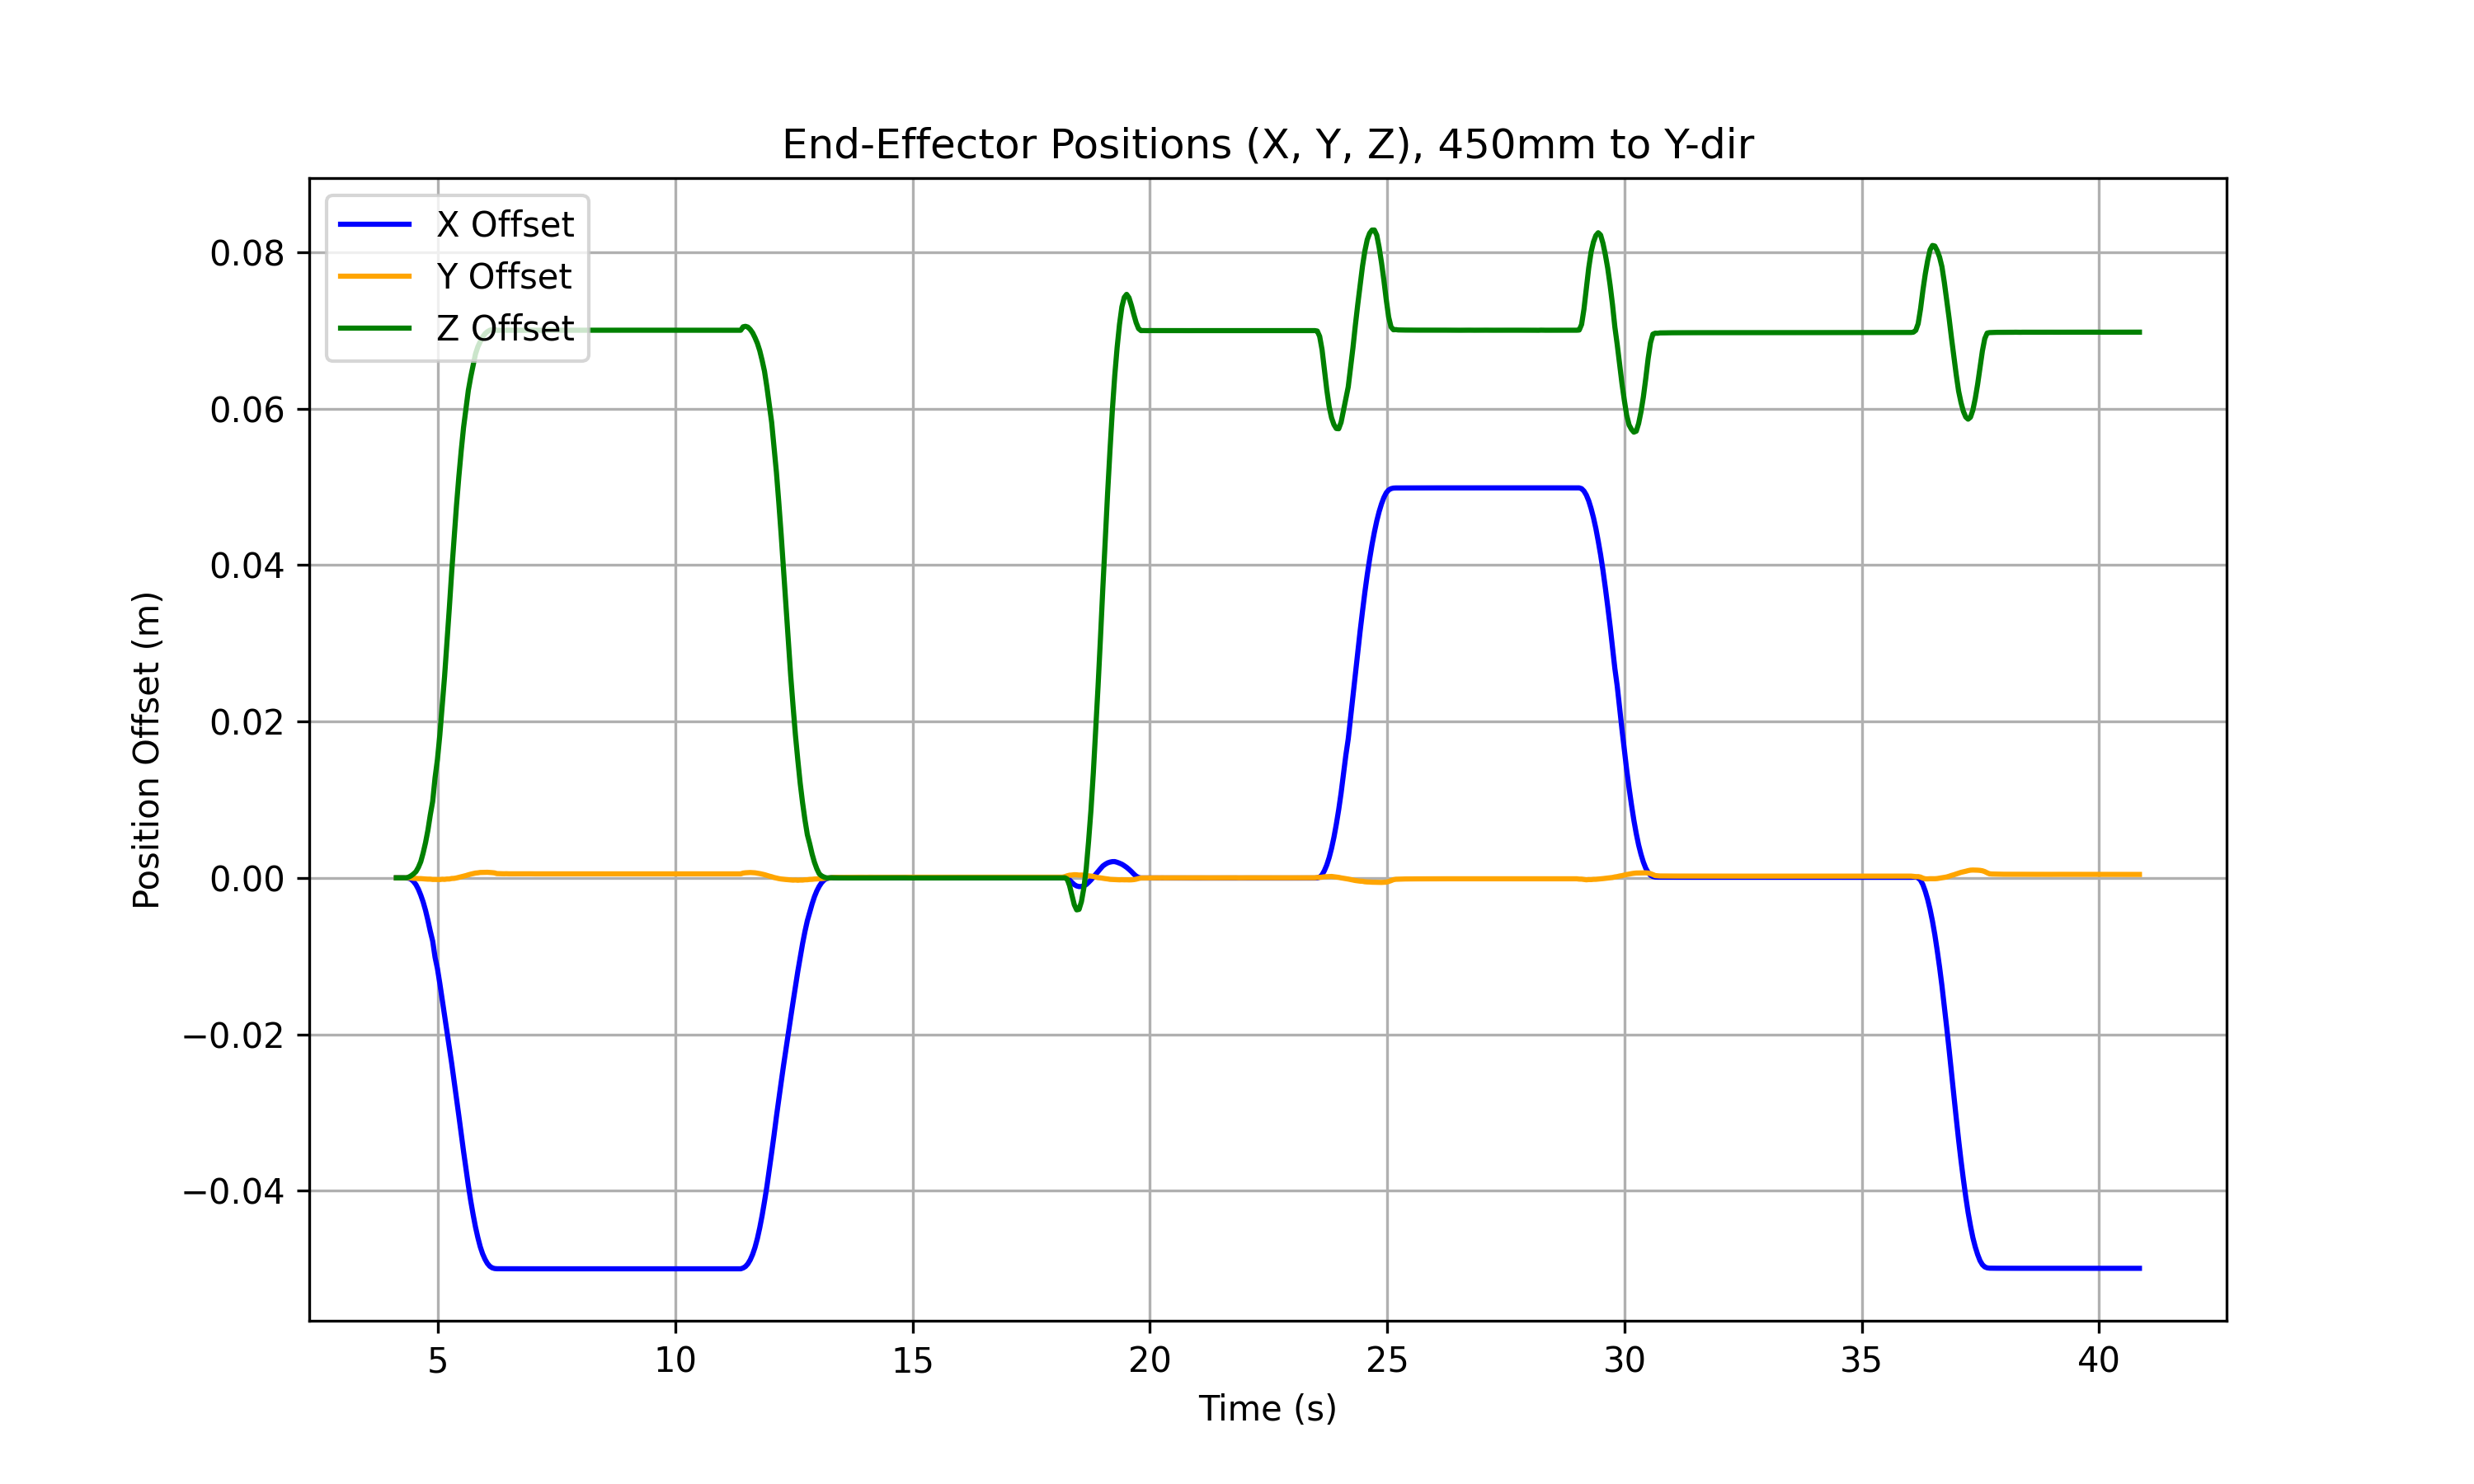 End-Effector Positions (X, Y, Z), 450mm to Y-dir
X Offset
Y Offset
Z Offset
0.08
0.06
0.04
0.02
0.00
−0.02
−0.04
Position Offset (m)
5 10 15 20 25 30 35 40
Time (s)